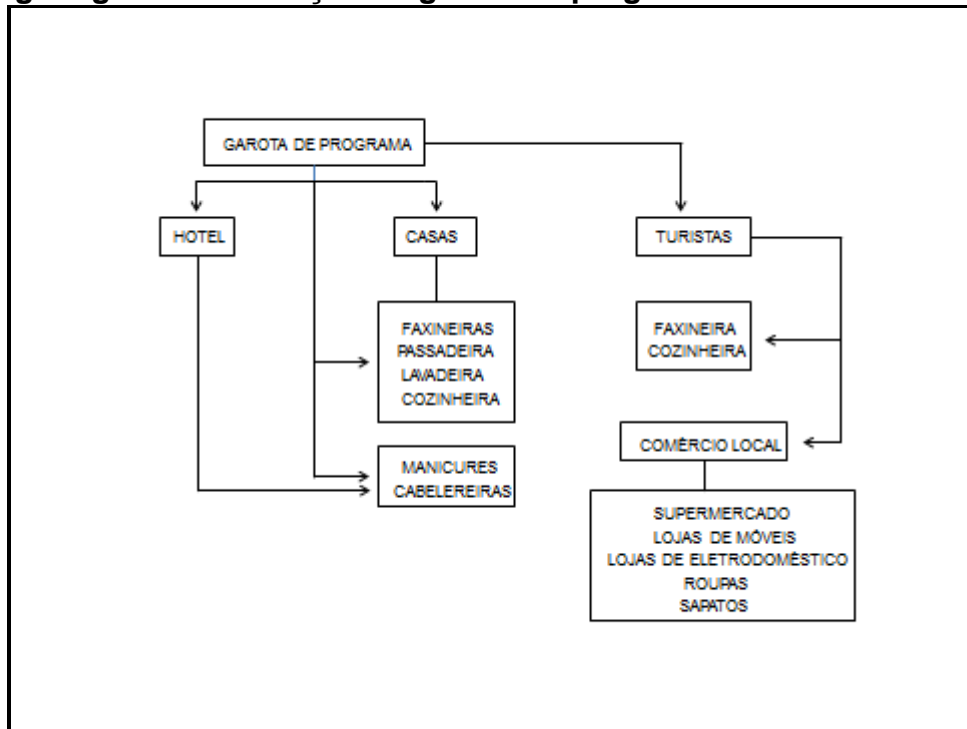 GAROTA DE PROGRAMA
HOTEL
CASAS
TURISTAS
FAXINEIRAS
PASSADEIRA
LAVADEIRA
COZINHEIRA
FAXINEIRA
COZINHEIRA
MANICURES
CABELEREIRAS
COMÉRCIO LOCAL
SUPERMERCADO
LOJAS DE MÓVEIS
LOJAS DE ELETRODOMÉSTICO
ROUPAS
SAPATOS